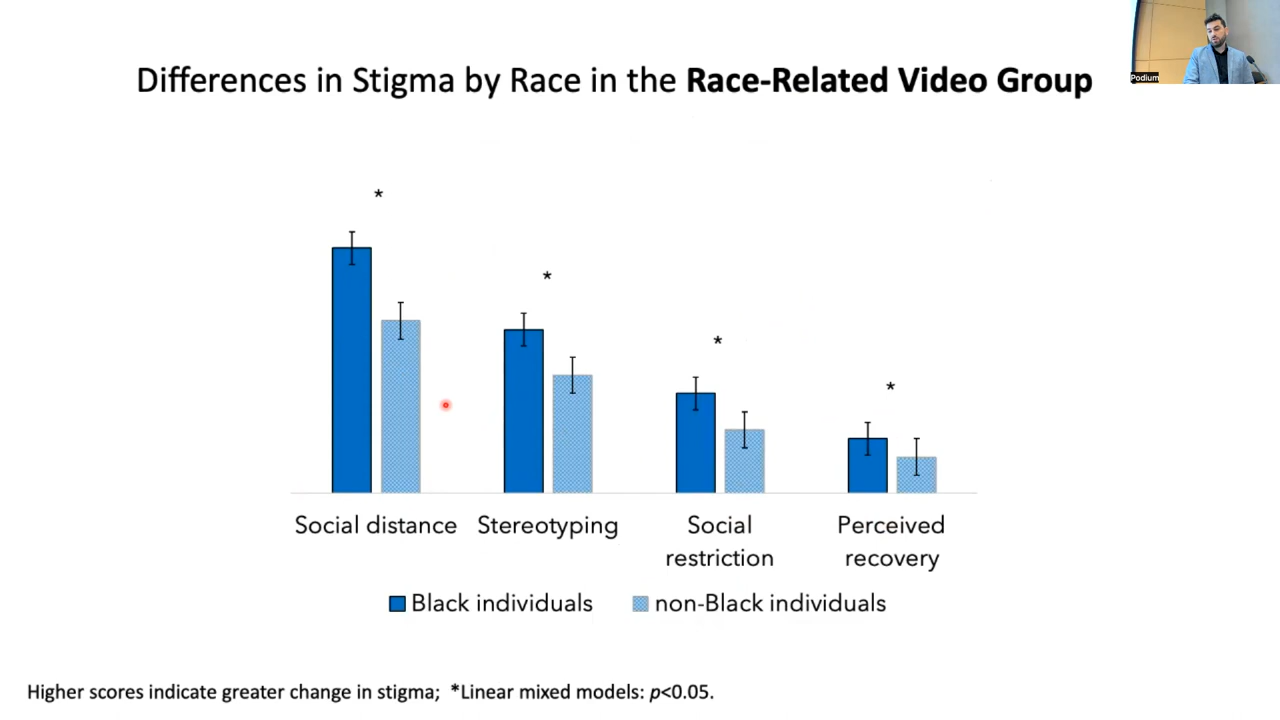 Podium
Differences in Stigma by Race in the Race-Related Video Group
*
*
*
*
Social distance
Stereotyping
Social
restriction
Perceived
recovery
Black individuals
non-Black individuals
Higher scores indicate greater change in stigma; *Linear mixed models: p<0.05.